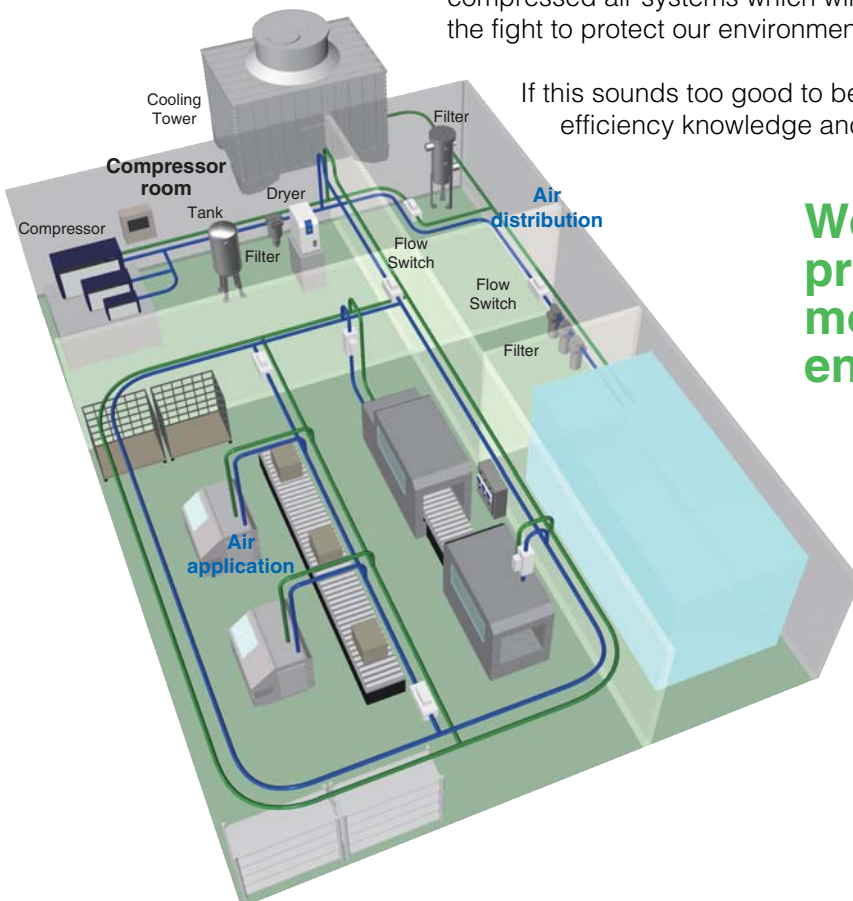 compressed air systems which
the fight to protect our environmen
If this sounds too good to be
efficiency knowledge and
Cooling
Tower
Filter
Compressor
room
Dryer
Tank
Air
distribution
Compressor
Filter
Flow
Switch
Flow
Switch
Filter
Air
application